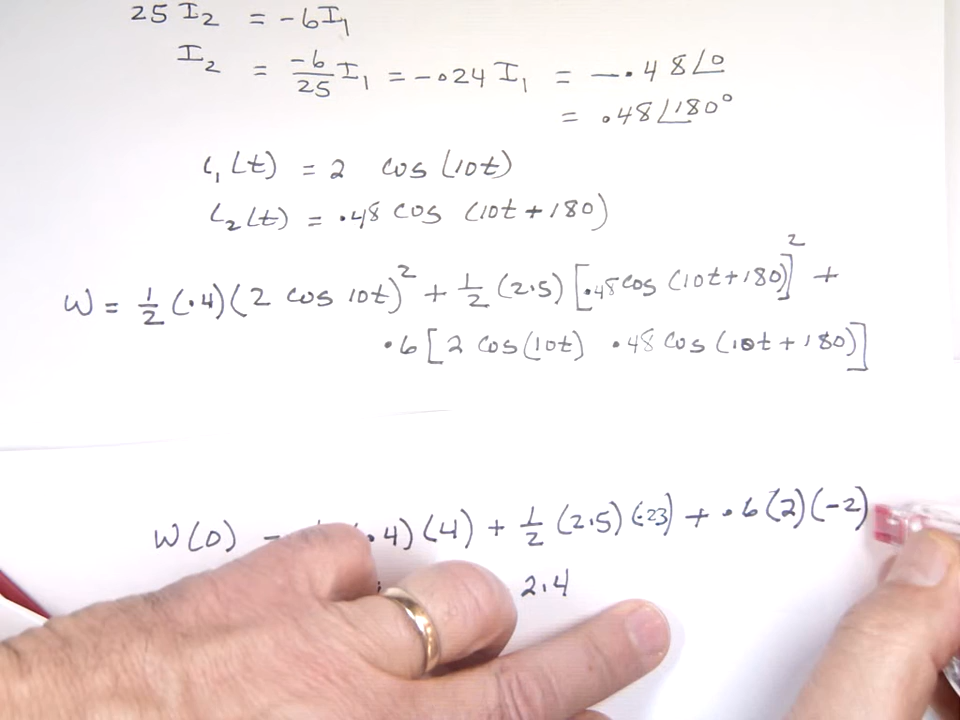 25 I₂ = -6I₁
I₂ = -6/25 I₁ = -.24 I₁ = -.48∠0
= .48∠180°
i₁(t) = 2 cos (10t)
i₂(t) = .48 cos (10t + 180)
W = 1/2 (.4)(2 cos 10t)² + 1/2 (2.5) [.48 cos (10t+180)]² +
.6[2 cos(10t) .48 cos (10t + 180)]
W(0) .4)(4) + 1/2 (2.5)(.23) + .6(2)(-2)
2.4